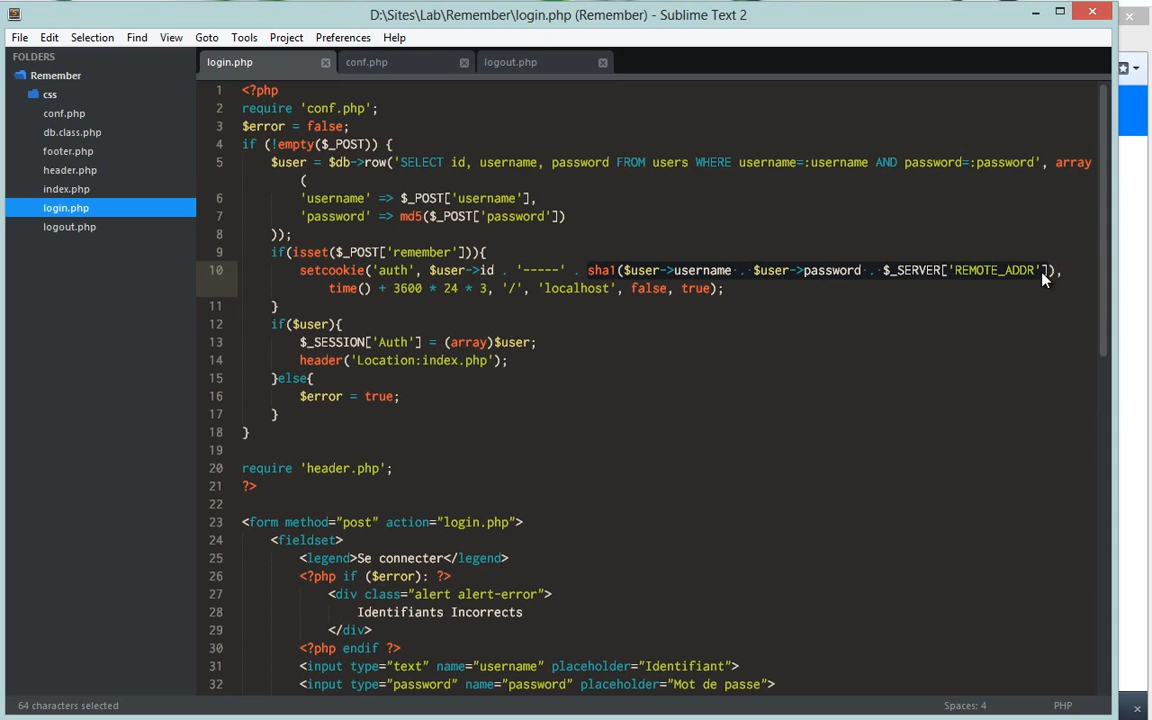 D:\Sites\Lab\Remember\login.php (Remember) - Sublime Text 2
File Edit Selection Find View Goto Tools Project Preferences Help
FOLDERS
Remember
css
conf.php
db.class.php
footer.php
header.php
index.php
login.php
logout.php
login.php conf.php logout.php
1 <?php
2 require 'conf.php';
3 $error = false;
4 if (!empty($_POST)) {
5 $user = $db->row('SELECT id, username, password FROM users WHERE username=:username AND password=:password', array
(
6 'username' => $_POST['username'],
7 'password' => md5($_POST['password'])
8 ));
9 if(isset($_POST['remember'])){
10 setcookie('auth', $user->id . '-----' . sha1($user->username . $user->password . $_SERVER['REMOTE_ADDR']),
time() + 3600 * 24 * 3, '/', 'localhost', false, true);
11 }
12 if($user){
13 $_SESSION['Auth'] = (array)$user;
14 header('Location:index.php');
15 }else{
16 $error = true;
17 }
18 }
19
20 require 'header.php';
21 ?>
22
23 <form method="post" action="login.php">
24 <fieldset>
25 <legend>Se connecter</legend>
26 <?php if ($error): ?>
27 <div class="alert alert-error">
28 Identifiants Incorrects
29 </div>
30 <?php endif ?>
31 <input type="text" name="username" placeholder="Identifiant">
32 <input type="password" name="password" placeholder="Mot de passe">
64 characters selected Spaces: 4 PHP